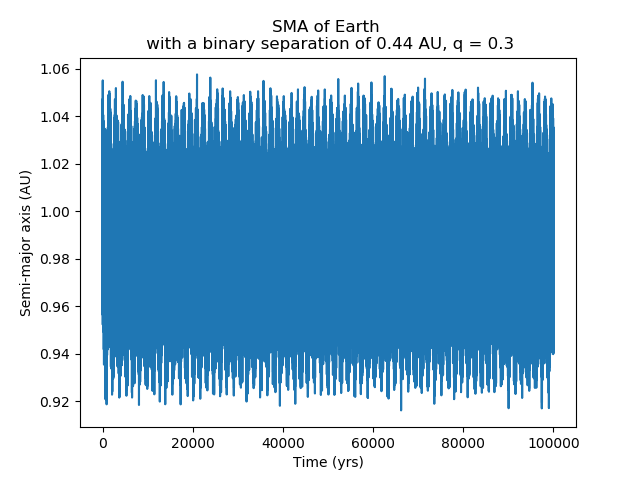 SMA of Earth
with a binary separation of 0.44 AU, q = 0.3
1.06
1.04
1.02
1.00
0.98
0.96
0.94
0.92
Semi-major axis (AU)
0 20000 40000 60000 80000 100000
Time (yrs)